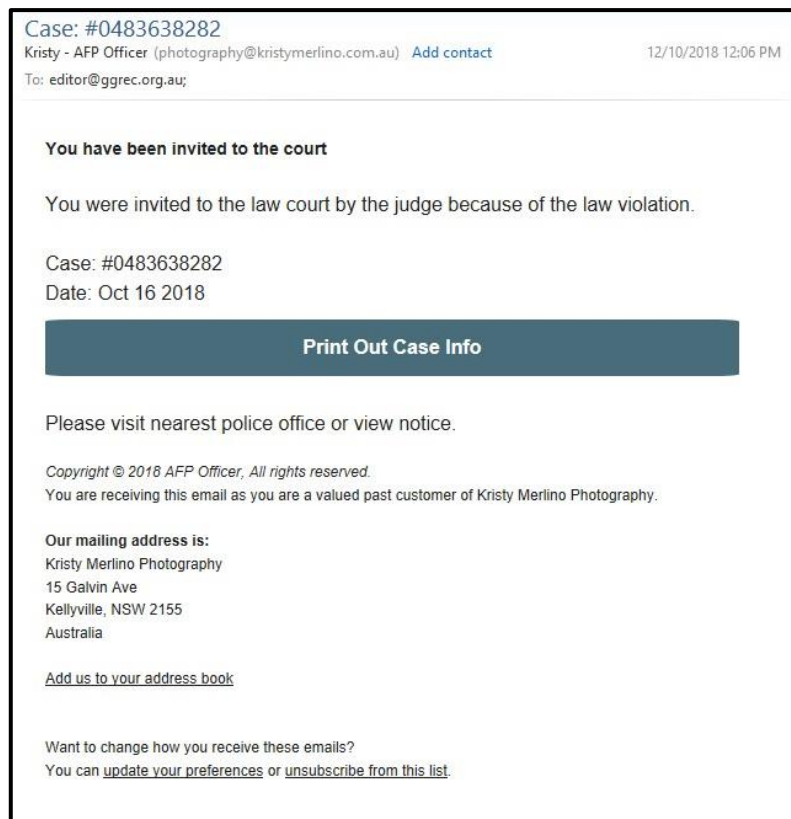 Case: #0483638282
Kristy - AFP Officer (photography@kristymerlino.com.au) Add contact 12/10/2018 12:06 PM
To: editor@ggrec.org.au;
You have been invited to the court
You were invited to the law court by the judge because of the law violation.
Case: #0483638282
Date: Oct 16 2018
Print Out Case Info
Please visit nearest police office or view notice.
Copyright © 2018 AFP Officer, All rights reserved.
You are receiving this email as you are a valued past customer of Kristy Merlino Photography.
Our mailing address is:
Kristy Merlino Photography
15 Galvin Ave
Kellyville, NSW 2155
Australia
Add us to your address book
Want to change how you receive these emails?
You can update your preferences or unsubscribe from this list.